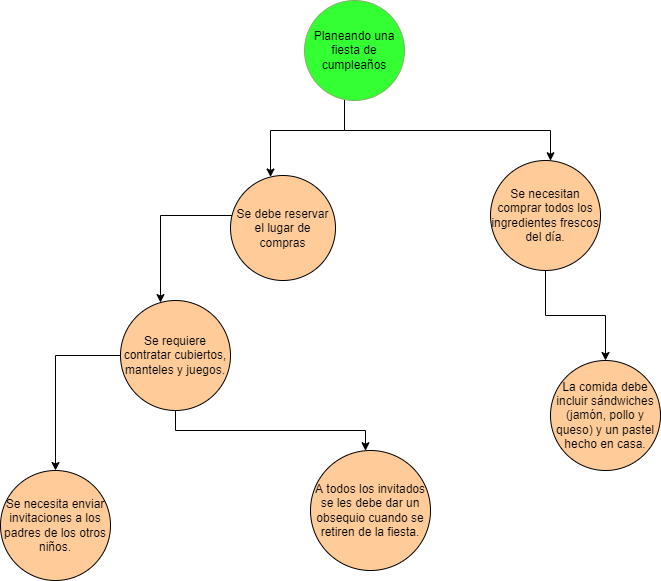 Planeando una
fiesta de
cumpleaños
Se debe reservar
el lugar de
compras
Se necesitan
comprar todos los
ingredientes frescos
del día.
Se requiere
contratar cubiertos,
manteles y juegos.
La comida debe
incluir sándwiches
(jamón, pollo y
queso) y un pastel
hecho en casa.
Se necesita enviar
invitaciones a los
padres de los otros
niños.
A todos los invitados
se les debe dar un
obsequio cuando se
retiren de la fiesta.